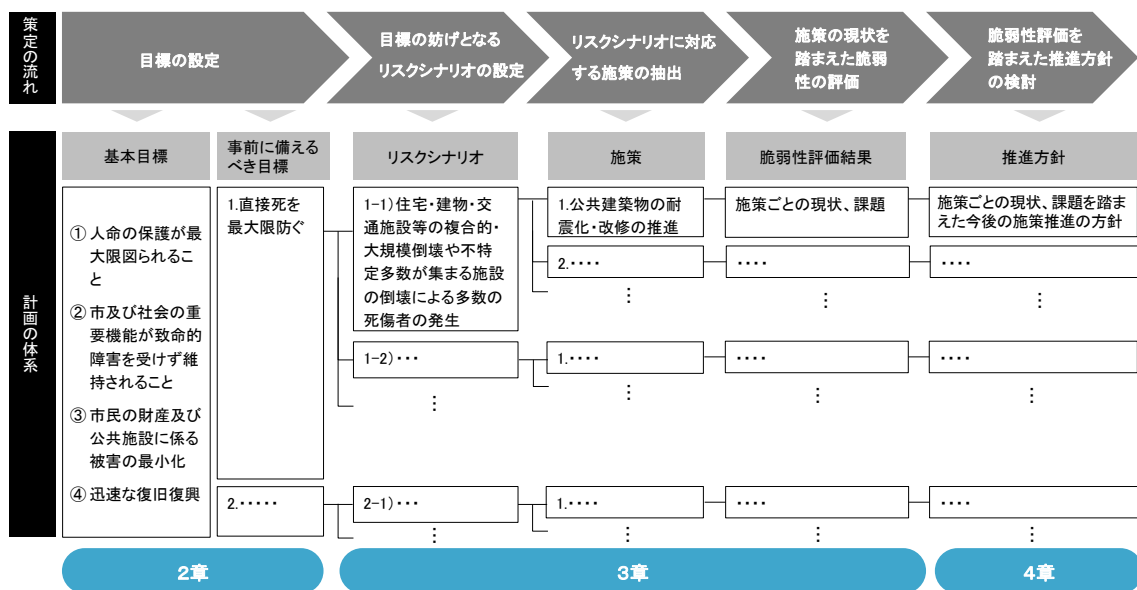 策定の流れ
目標の設定
目標の妨げとなる
リスクシナリオの設定
リスクシナリオに対応
する施策の抽出
施策の現状を
踏まえた脆弱
性の評価
脆弱性評価を
踏まえた推進方針
の検討
計画の体系
基本目標
事前に備える
べき目標
リスクシナリオ
施策
脆弱性評価結果
推進方針
① 人命の保護が最
大限図られるこ
と
② 市及び社会の重
要機能が致命的
障害を受けず維
持されること
③ 市民の財産及び
公共施設に係る
被害の最小化
④ 迅速な復旧復興
1.直接死を
最大限防ぐ
1-1)住宅・建物・交
通施設等の複合的・
大規模倒壊や不特
定多数が集まる施設
の倒壊による多数の
死傷者の発生
1.公共建築物の耐
震化・改修の推進
施策ごとの現状、課題
施策ごとの現状、課題を踏ま
えた今後の施策推進の方針
2.‥‥
‥‥
‥‥
⋮
⋮
⋮
1-2)・・・
1.‥‥
‥‥
‥‥
⋮
⋮
⋮
⋮
2.・・・・・
2-1)・・・
1.‥‥
‥‥
‥‥
⋮
⋮
⋮
⋮
2章
3章
4章